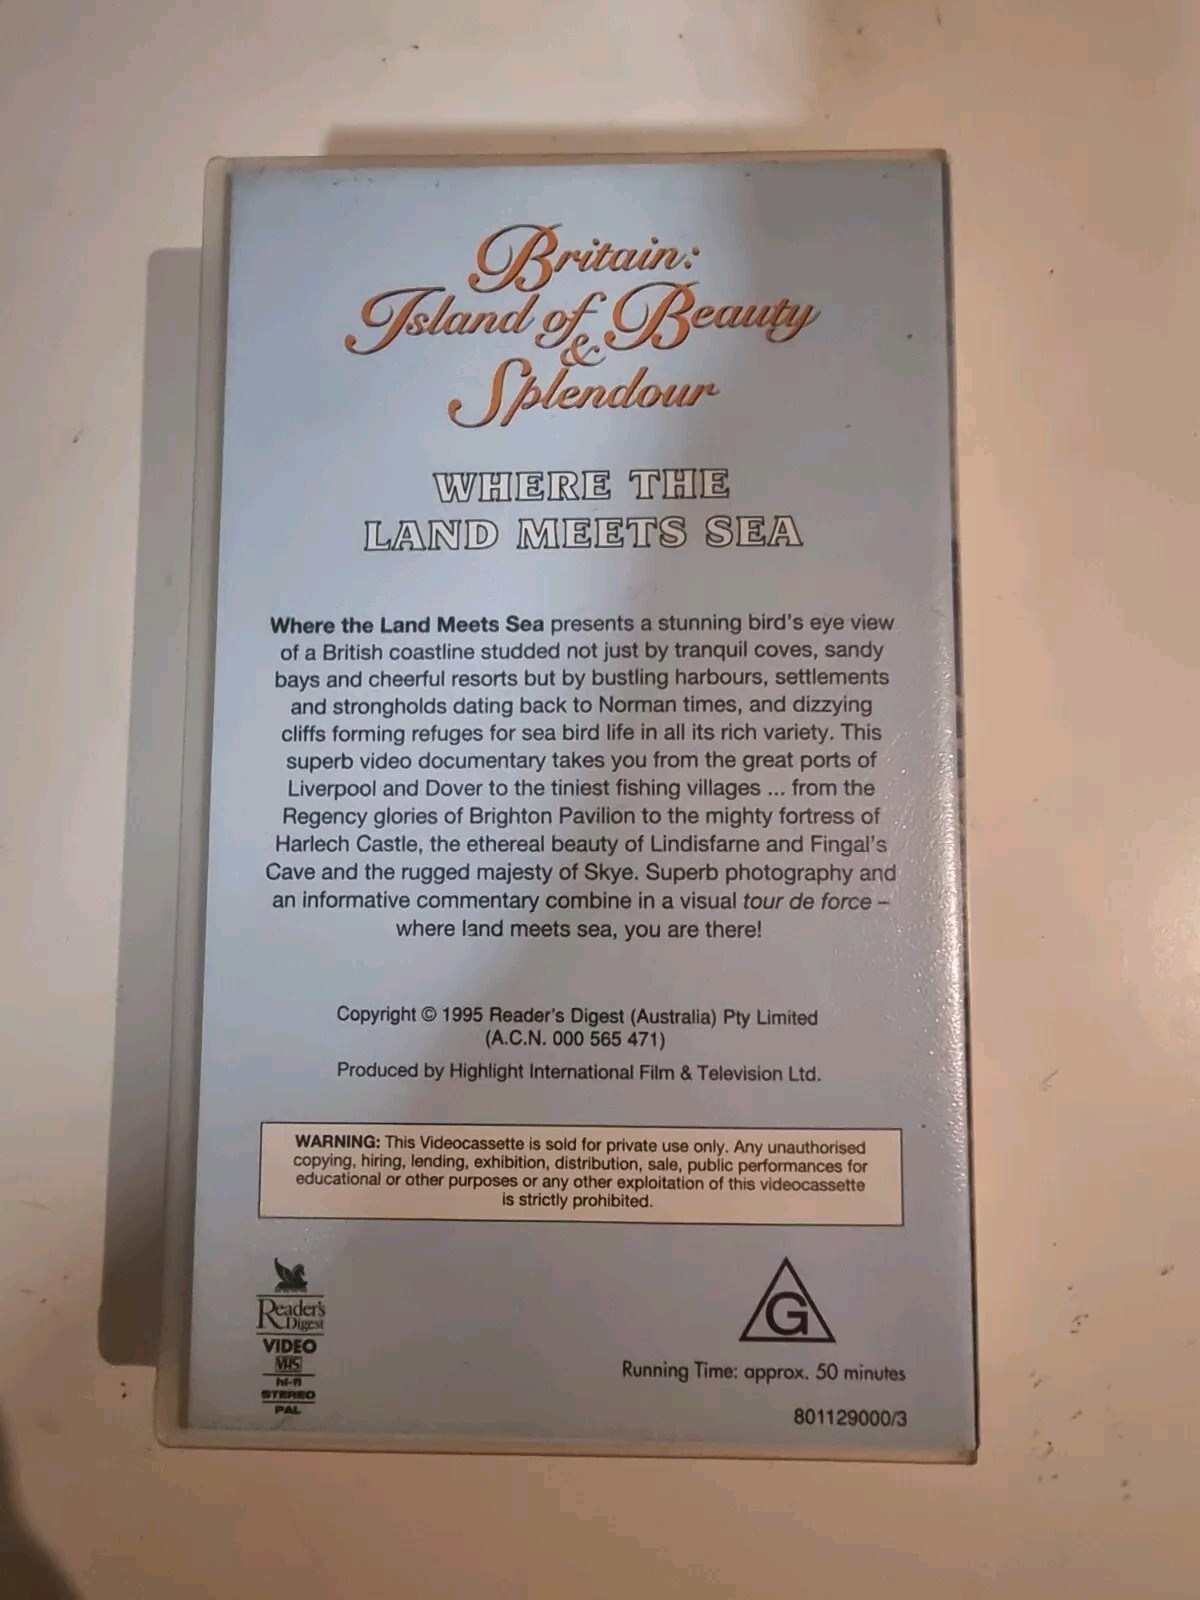 Britain:
Island of Beauty
&
Splendour
WHERE THE
LAND MEETS SEA
Where the Land Meets Sea presents a stunning bird's eye view
of a British coastline studded not just by tranquil coves, sandy
bays and cheerful resorts but by bustling harbours, settlements
and strongholds dating back to Norman times, and dizzying
cliffs forming refuges for sea bird life in all its rich variety. This
superb video documentary takes you from the great ports of
Liverpool and Dover to the tiniest fishing villages ... from the
Regency glories of Brighton Pavilion to the mighty fortress of
Harlech Castle, the ethereal beauty of Lindisfarne and Fingal's
Cave and the rugged majesty of Skye. Superb photography and
an informative commentary combine in a visual tour de force –
where land meets sea, you are there!
Copyright © 1995 Reader's Digest (Australia) Pty Limited
(A.C.N. 000 565 471)
Produced by Highlight International Film & Television Ltd.
WARNING: This Videocassette is sold for private use only. Any unauthorised
copying, hiring, lending, exhibition, distribution, sale, public performances for
educational or other purposes or any other exploitation of this videocassette
is strictly prohibited.
Reader's
Digest
VIDEO
VHS
hi-fi
STEREO
PAL
G
Running Time: approx. 50 minutes
801129000/3